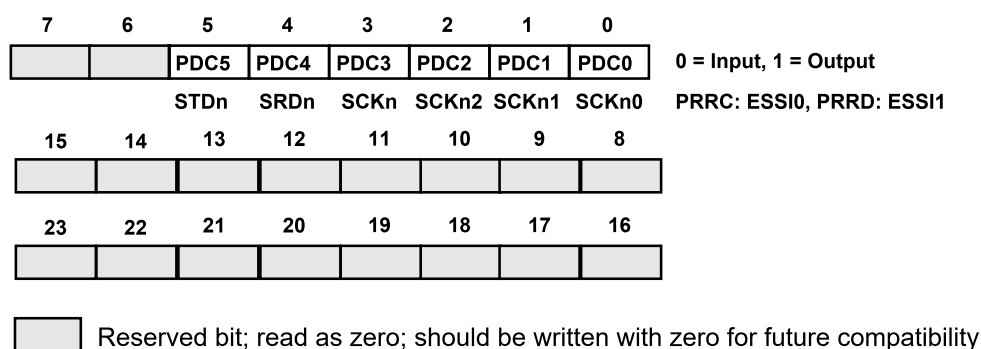 7 6 5 4 3 2 1 0
PDC5 PDC4 PDC3 PDC2 PDC1 PDC0 0 = Input, 1 = Output
STDn SRDn SCKn SCKn2 SCKn1 SCKn0 PRRC: ESSI0, PRRD: ESSI1
15 14 13 12 11 10 9 8
23 22 21 20 19 18 17 16
Reserved bit; read as zero; should be written with zero for future compatibility